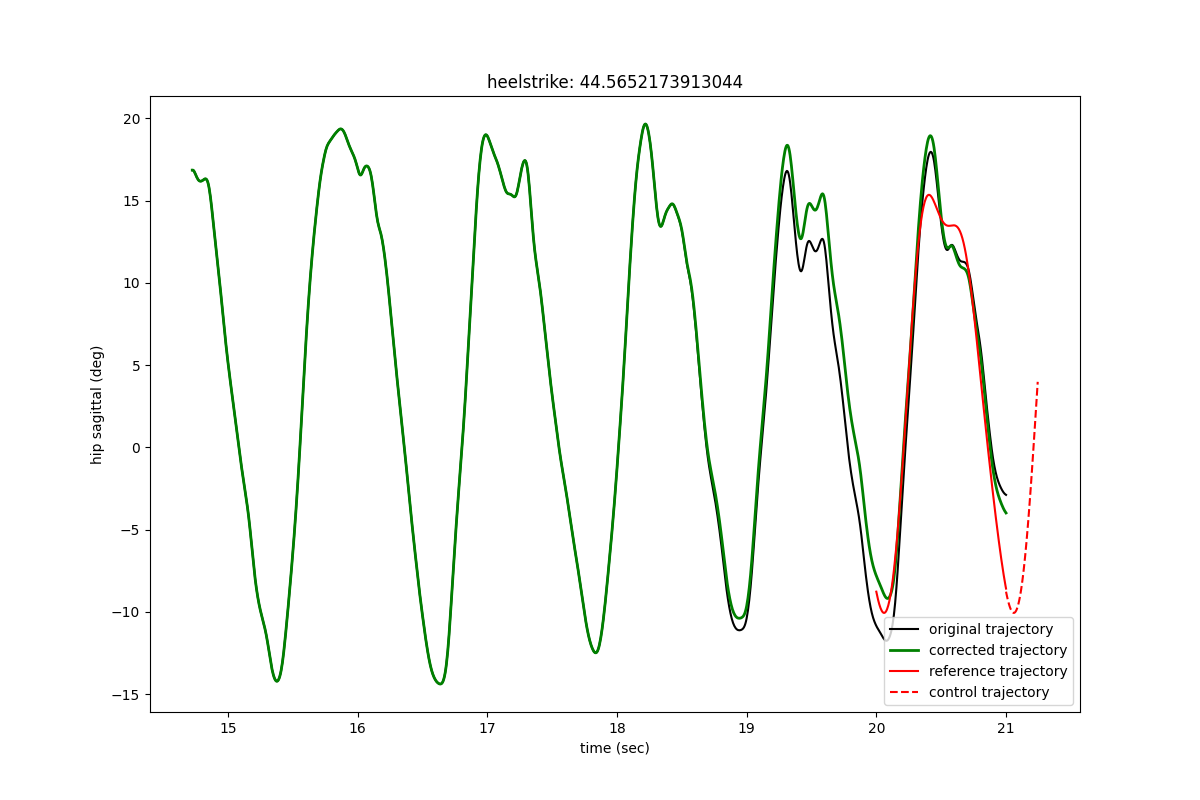 heelstrike: 44.5652173913044
20
15
10
5
0
−5
−10
−15
hip sagittal (deg)
15
16
17
18
19
20
21
time (sec)
original trajectory
corrected trajectory
reference trajectory
control trajectory